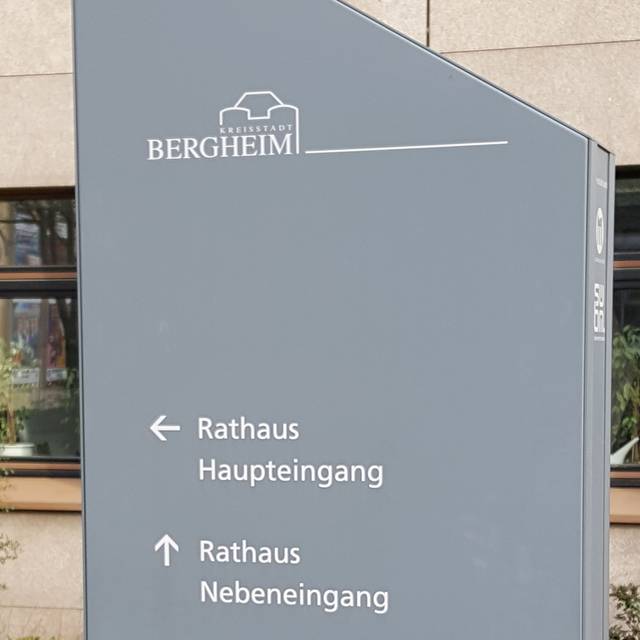 KREISSTADT
BERGHEIM
← Rathaus
Haupteingang
↑ Rathaus
Nebeneingang